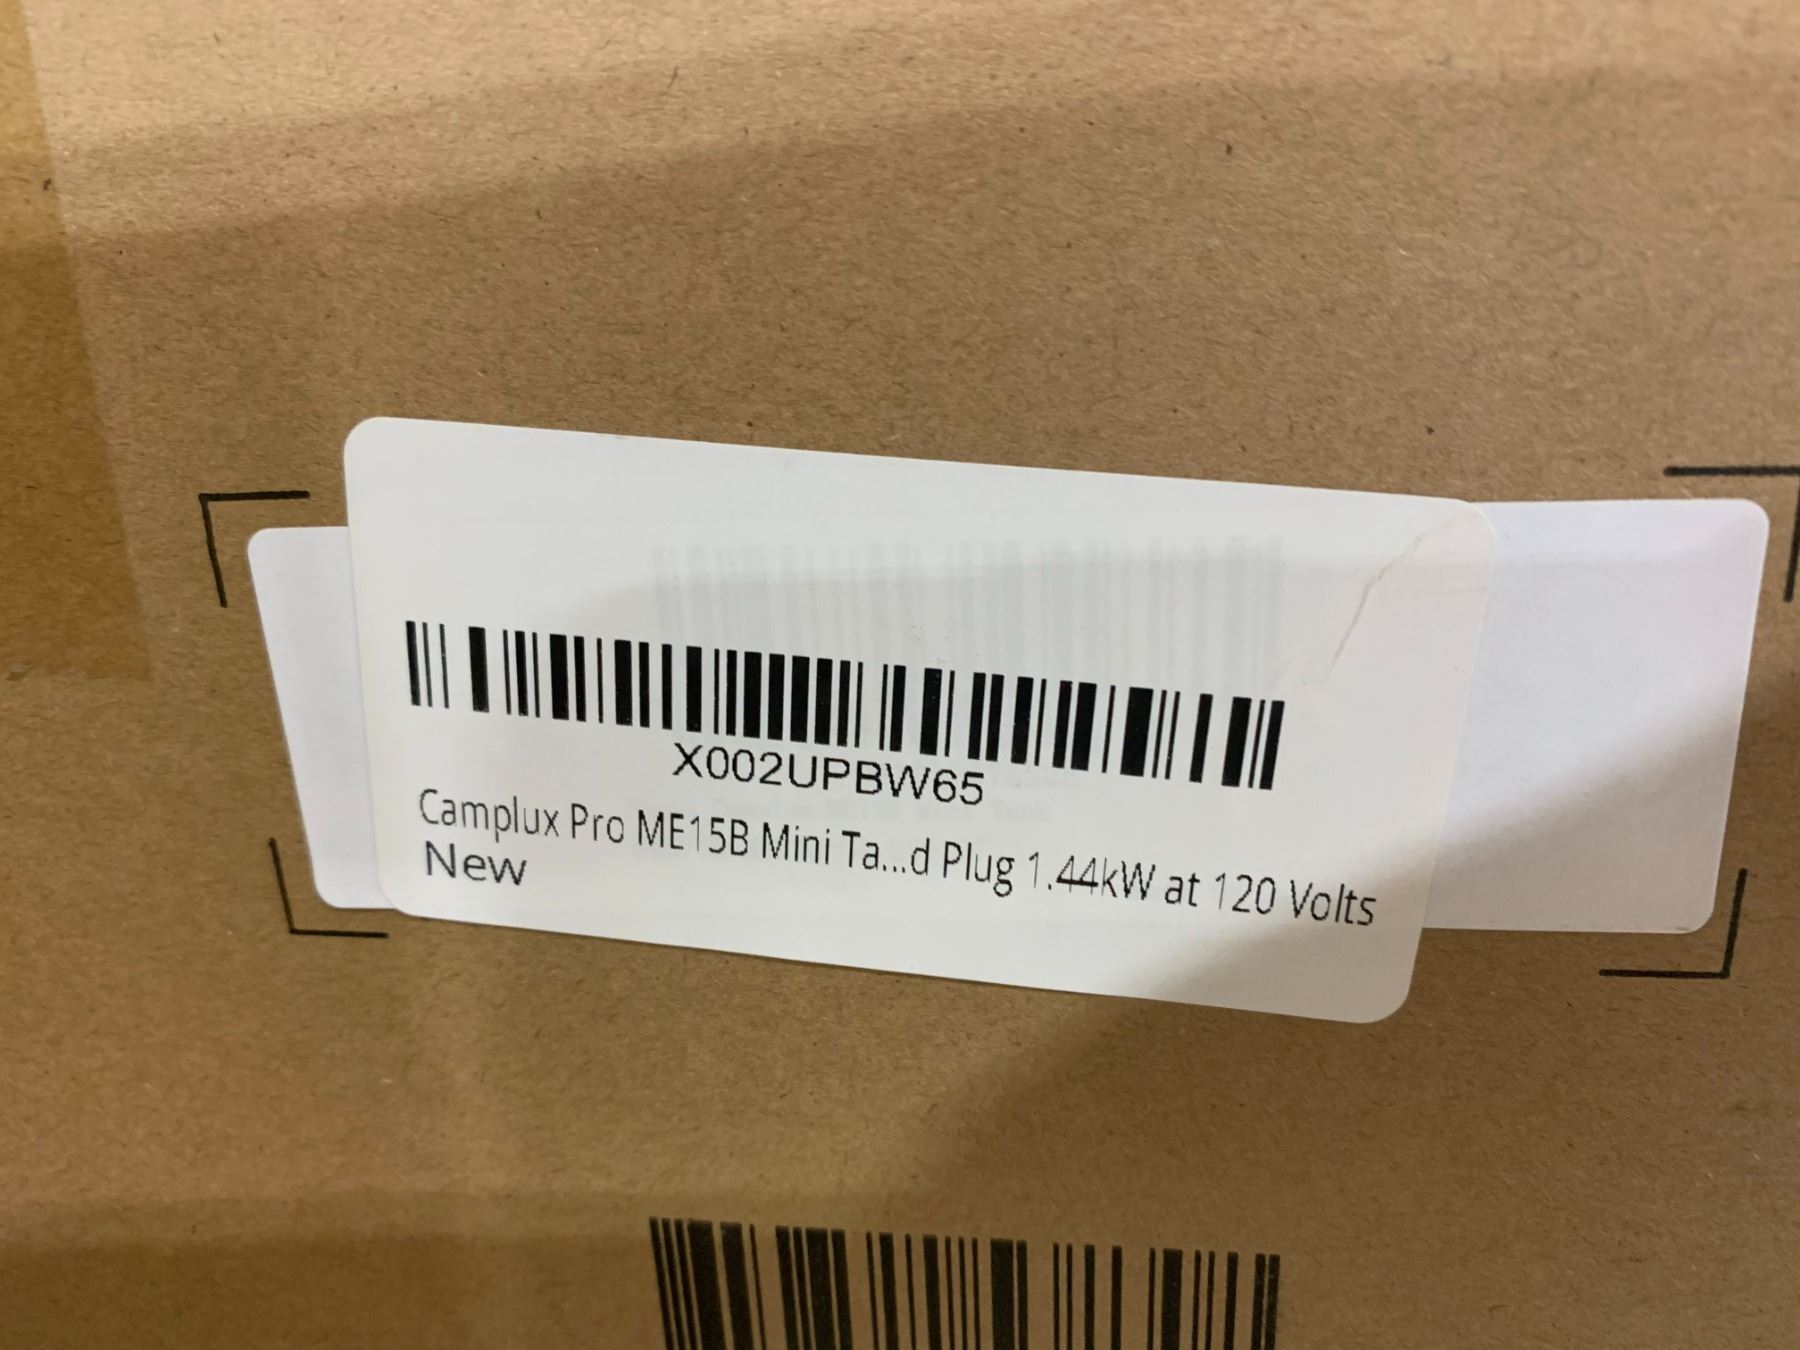 X002UPBW65
Camplux Pro ME15B Mini Ta...d Plug 1.44kW at 120 Volts
New